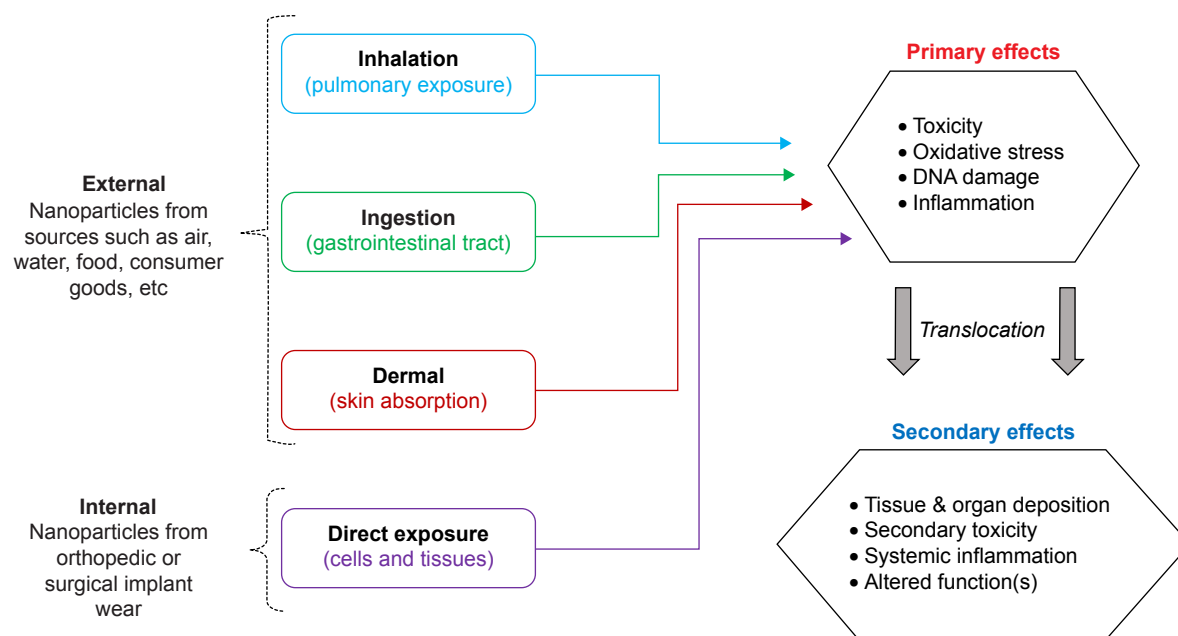 External
Nanoparticles from
sources such as air,
water, food, consumer
goods, etc
Inhalation
(pulmonary exposure)
Ingestion
(gastrointestinal tract)
Dermal
(skin absorption)
Internal
Nanoparticles from
orthopedic or
surgical implant
wear
Direct exposure
(cells and tissues)
Primary effects
• Toxicity
• Oxidative stress
• DNA damage
• Inflammation
Translocation
Secondary effects
• Tissue & organ deposition
• Secondary toxicity
• Systemic inflammation
• Altered function(s)